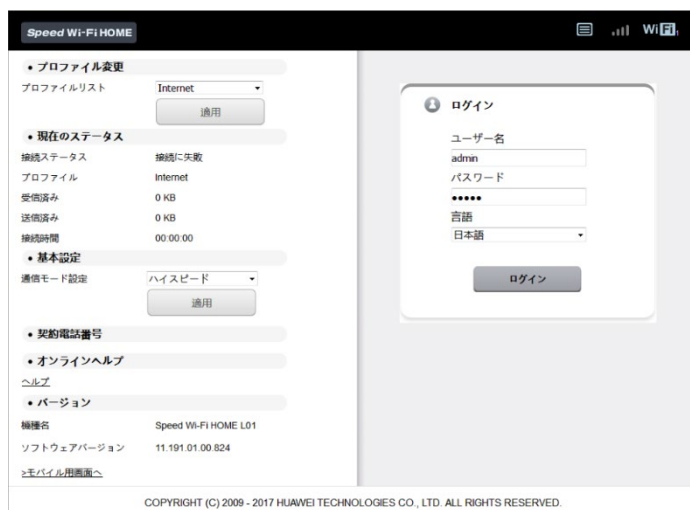 Speed Wi-Fi HOME
WiFi
• プロファイル変更
プロファイルリスト Internet
適用
• 現在のステータス
接続ステータス 接続に失敗
プロファイル Internet
受信済み 0 KB
送信済み 0 KB
接続時間 00:00:00
• 基本設定
通信モード設定 ハイスピード
適用
• 契約電話番号
• オンラインヘルプ
ヘルプ
• バージョン
機種名 Speed Wi-Fi HOME L01
ソフトウェアバージョン 11.191.01.00.824
>モバイル用画面へ
ログイン
ユーザー名
admin
パスワード
•••••
言語
日本語
ログイン
COPYRIGHT (C) 2009 - 2017 HUAWEI TECHNOLOGIES CO., LTD. ALL RIGHTS RESERVED.